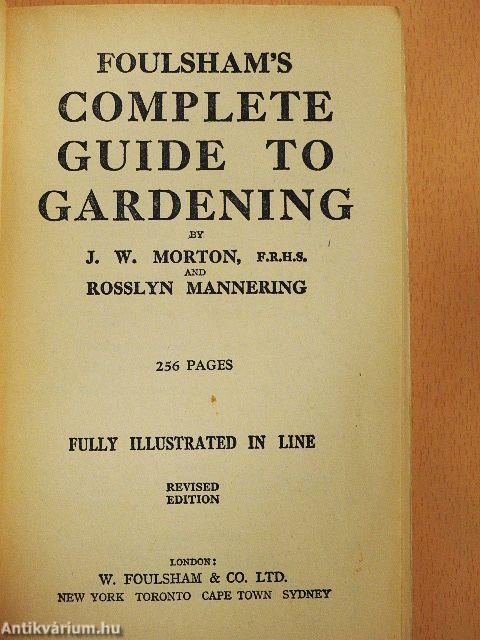 FOULSHAM'S
COMPLETE
GUIDE TO
GARDENING
BY
J. W. MORTON, F.R.H.S.
AND
ROSSLYN MANNERING
256 PAGES
FULLY ILLUSTRATED IN LINE
REVISED
EDITION
LONDON:
W. FOULSHAM & CO. LTD.
NEW YORK TORONTO CAPE TOWN SYDNEY
Antikvárium.hu